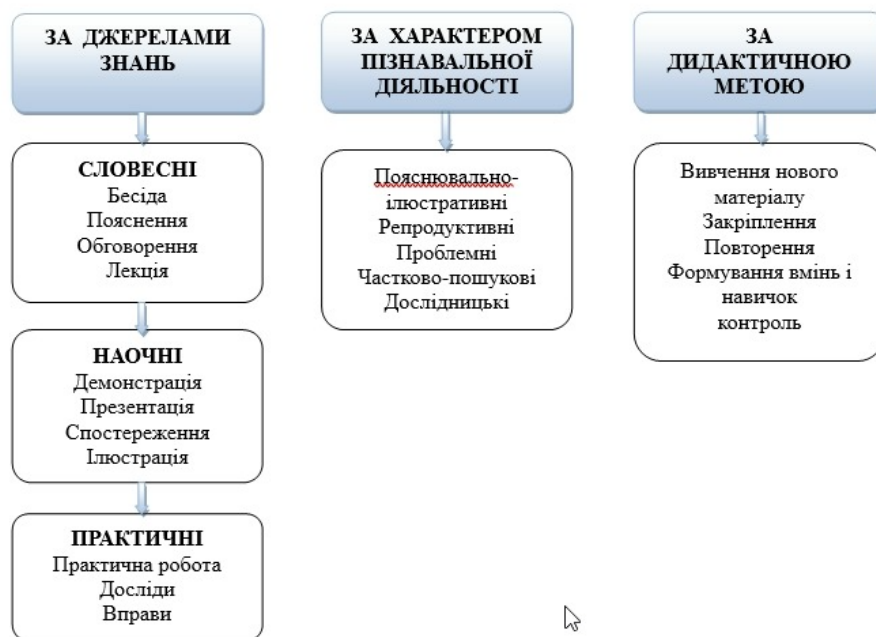 ЗА ДЖЕРЕЛАМИ
ЗНАНЬ
СЛОВЕСНІ
Бесіда
Пояснення
Обговорення
Лекція
НАОЧНІ
Демонстрація
Презентація
Спостереження
Ілюстрація
ПРАКТИЧНІ
Практична робота
Досліди
Вправи
ЗА ХАРАКТЕРОМ
ПІЗНАВАЛЬНОЇ
ДІЯЛЬНОСТІ
Пояснювально-
ілюстративні
Репродуктивні
Проблемні
Частково-пошукові
Дослідницькі
ЗА
ДИДАКТИЧНОЮ
МЕТОЮ
Вивчення нового
матеріалу
Закріплення
Повторення
Формування вмінь і
навичок
контроль